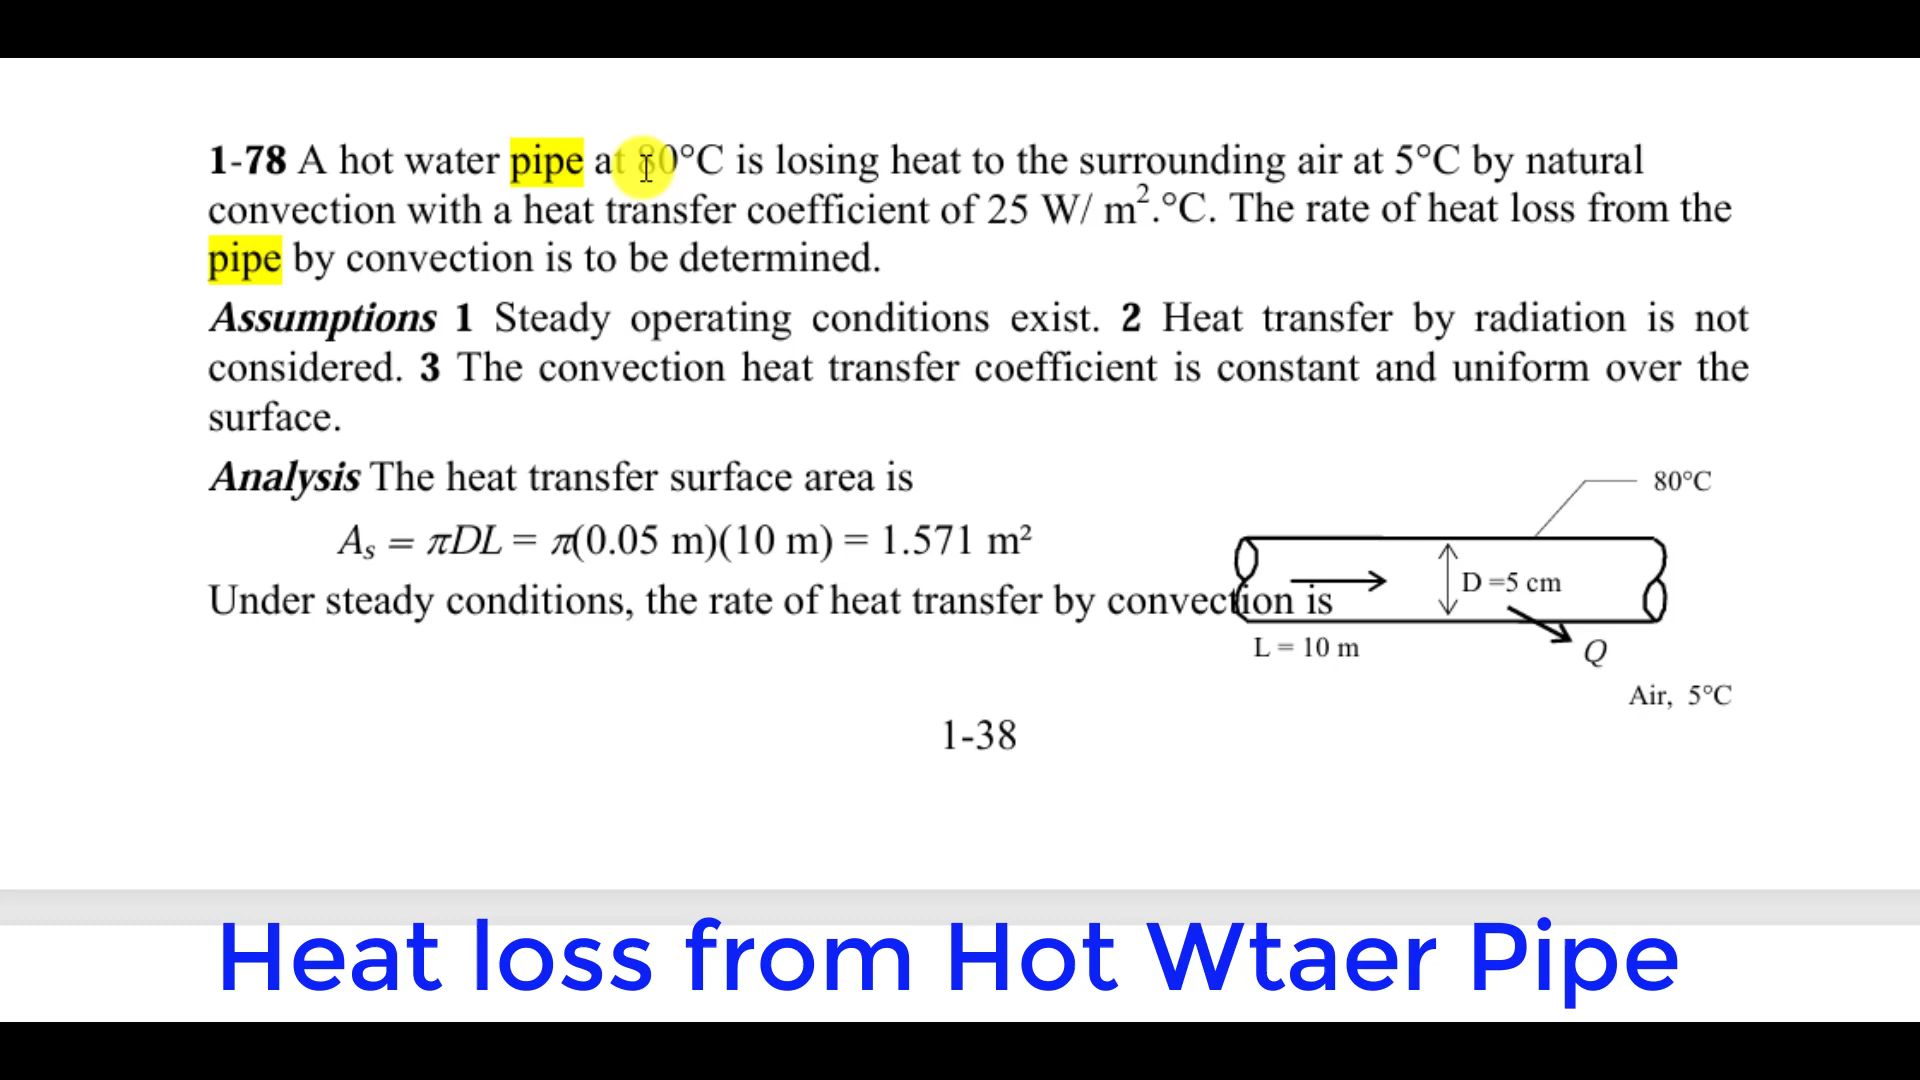 1-78 A hot water pipe at 80°C is losing heat to the surrounding air at 5°C by natural
convection with a heat transfer coefficient of 25 W/ m².°C. The rate of heat loss from the
pipe by convection is to be determined.
Assumptions 1 Steady operating conditions exist. 2 Heat transfer by radiation is not
considered. 3 The convection heat transfer coefficient is constant and uniform over the
surface.
Analysis The heat transfer surface area is
As = πDL = π(0.05 m)(10 m) = 1.571 m²
Under steady conditions, the rate of heat transfer by convection is
80°C
D =5 cm
L = 10 m
Q
Air, 5°C
1-38
Heat loss from Hot Wtaer Pipe